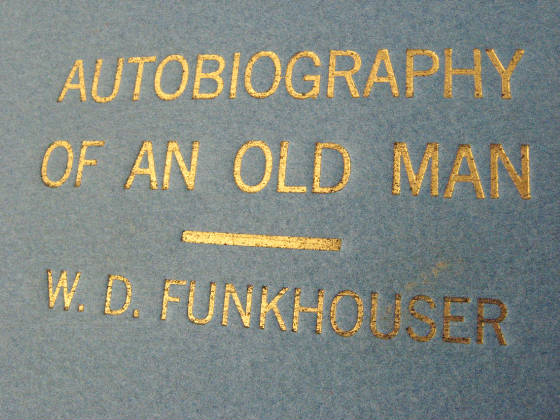 AUTOBIOGRAPHY
OF AN OLD MAN
W. D. FUNKHOUSER